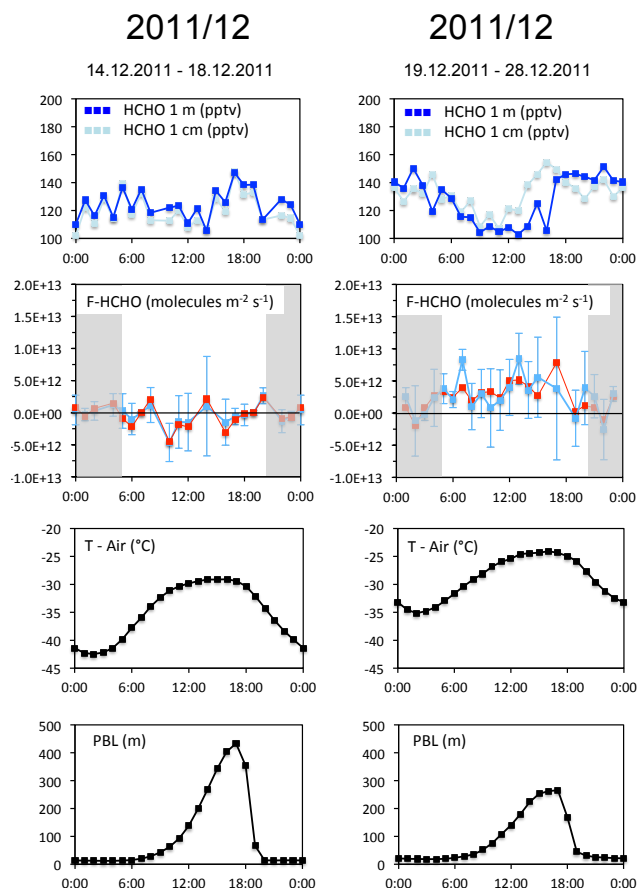 2011/12 2011/12
14.12.2011 - 18.12.2011 19.12.2011 - 28.12.2011
200 200
HCHO 1 m (pptv) HCHO 1 m (pptv)
180 180
HCHO 1 cm (pptv) HCHO 1 cm (pptv)
160 160
140 140
120 120
100 100
0:00 6:00 12:00 18:00 0:00 0:00 6:00 12:00 18:00 0:00
2.0E+13 2.0E+13
F-HCHO (molecules m-2 s-1) F-HCHO (molecules m-2 s-1)
1.5E+13 1.5E+13
1.0E+13 1.0E+13
5.0E+12 5.0E+12
0.0E+00 0.0E+00
-5.0E+12 -5.0E+12
-1.0E+13 -1.0E+13
0:00 6:00 12:00 18:00 0:00 0:00 6:00 12:00 18:00 0:00
-20 -20
T - Air (°C) T - Air (°C)
-25 -25
-30 -30
-35 -35
-40 -40
-45 -45
0:00 6:00 12:00 18:00 0:00 0:00 6:00 12:00 18:00 0:00
500 500
PBL (m) PBL (m)
400 400
300 300
200 200
100 100
0 0
0:00 6:00 12:00 18:00 0:00 0:00 6:00 12:00 18:00 0:00